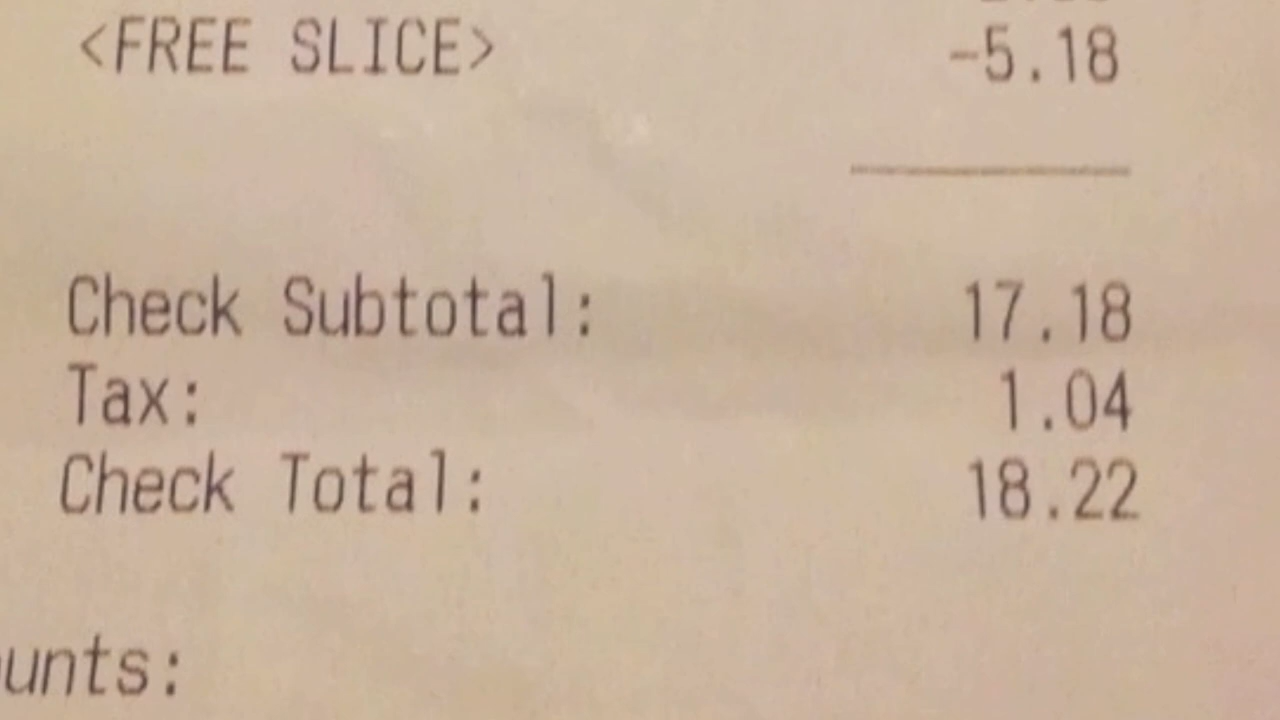 <FREE SLICE> -5.18
Check Subtotal: 17.18
Tax: 1.04
Check Total: 18.22
unts: